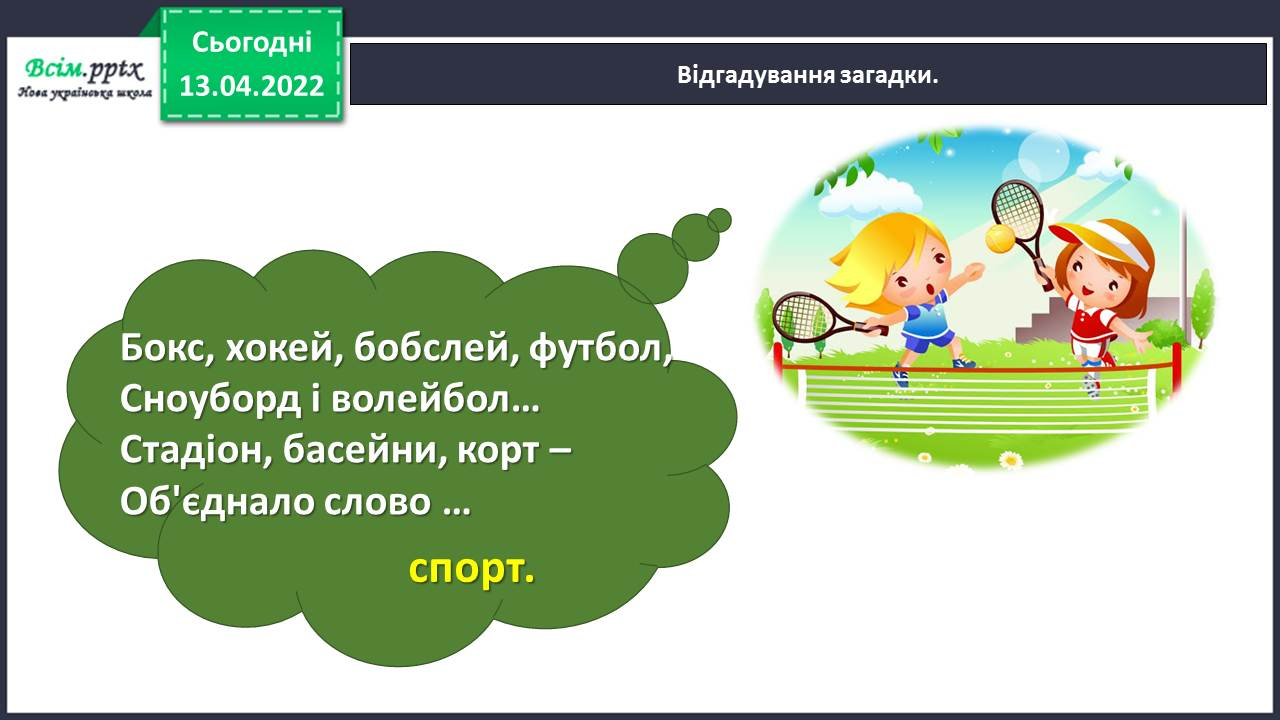 Всім.pptx
Нова українська школа
Сьогодні
13.04.2022
Відгадування загадки.
Бокс, хокей, бобслей, футбол,
Сноуборд і волейбол…
Стадіон, басейни, корт –
Об'єднало слово …
спорт.